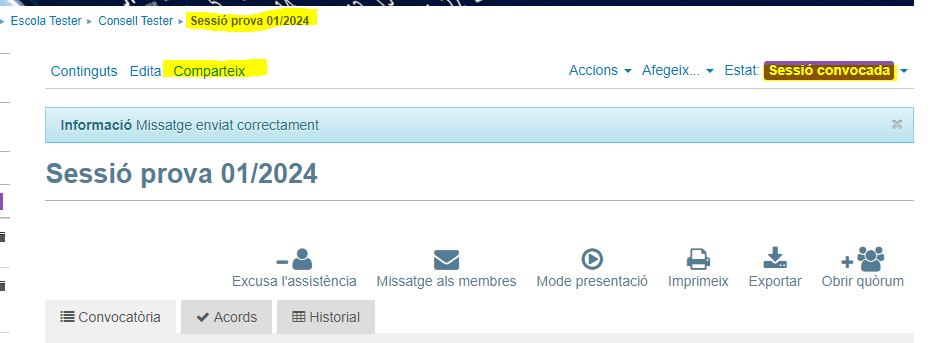 ▸ Escola Tester ▸ Consell Tester ▸ Sessió prova 01/2024
Continguts Edita Comparteix Accions Afegeix... Estat: Sessió convocada
Informació Missatge enviat correctament ×
Sessió prova 01/2024
Excusa l'assistència Missatge als membres Mode presentació Imprimeix Exportar Obrir quòrum
Convocatòria Acords Historial